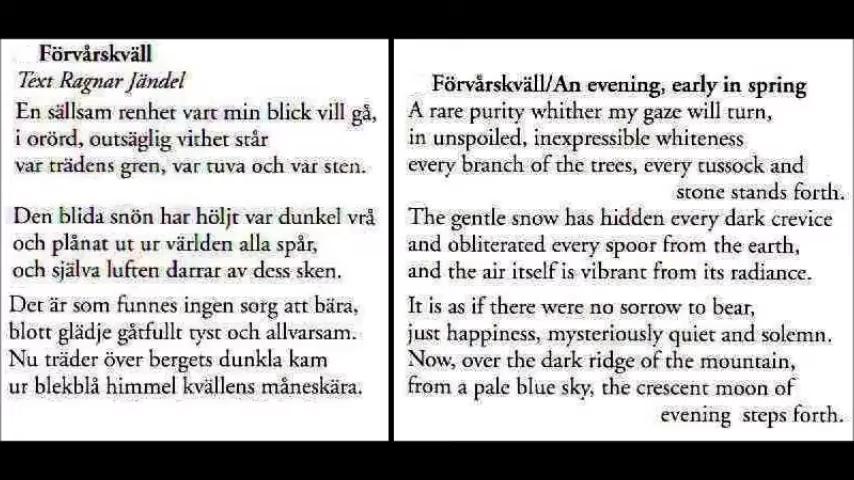 Förvårskväll
Text Ragnar Jändel
En sällsam renhet vart min blick vill gå,
i orörd, outsäglig vithet står
var trädens gren, var tuva och var sten.
Den blida snön har höljt var dunkel vrå
och plånat ut ur världen alla spår,
och själva luften darrar av dess sken.
Det är som funnes ingen sorg att bära,
blott glädje gåtfullt tyst och allvarsam.
Nu träder över bergets dunkla kam
ur blekblå himmel kvällens måneskära.
Förvårskväll/An evening, early in spring
A rare purity whither my gaze will turn,
in unspoiled, inexpressible whiteness
every branch of the trees, every tussock and
stone stands forth.
The gentle snow has hidden every dark crevice
and obliterated every spoor from the earth,
and the air itself is vibrant from its radiance.
It is as if there were no sorrow to bear,
just happiness, mysteriously quiet and solemn.
Now, over the dark ridge of the mountain,
from a pale blue sky, the crescent moon of
evening steps forth.